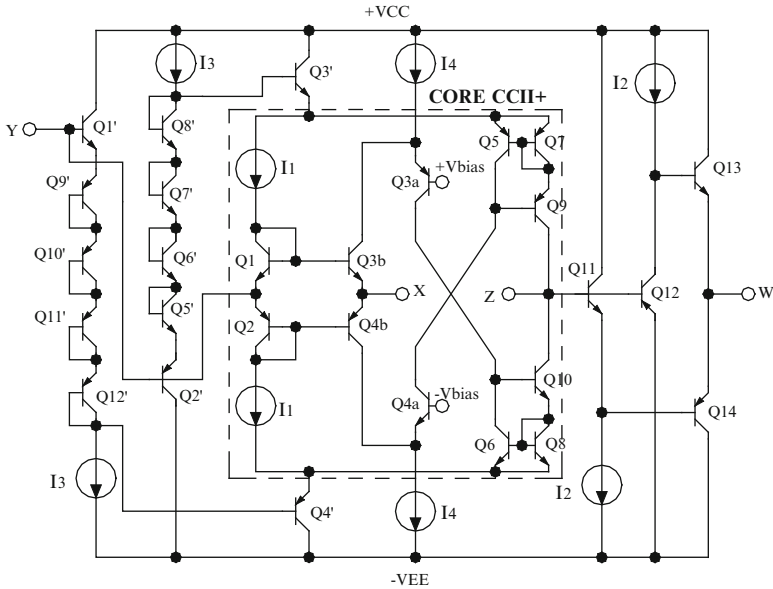 +VCC
I3
Q3'
I4
CORE CCII+
I2
Y
Q1'
Q8'
Q5
Q7
+Vbias
Q13
I1
Q9'
Q7'
Q3a
Q9
Q10'
Q6'
Q1
Q3b
Q11
X
Z
Q12
W
Q11'
Q5'
Q2
Q4b
Q12'
Q2'
I1
Q4a
-Vbias
Q10
Q14
Q6
Q8
I3
Q4'
I4
I2
-VEE